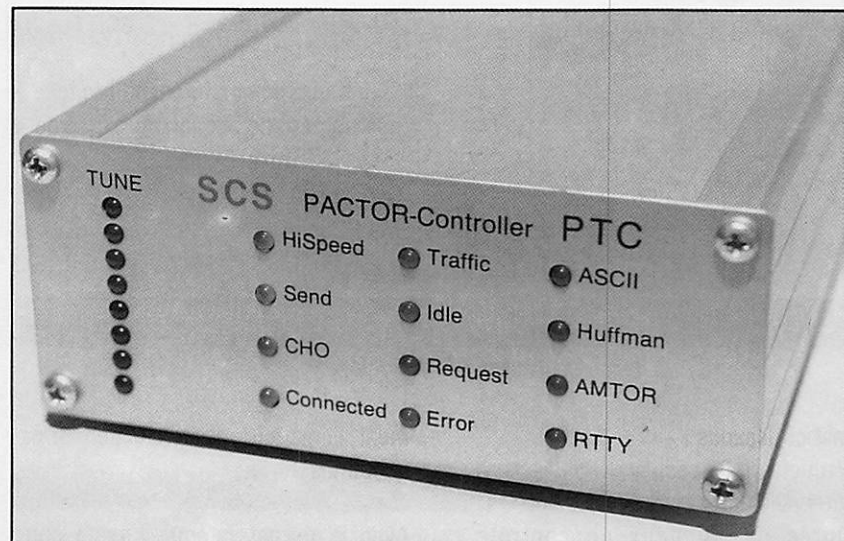 TUNE
SCS PACTOR-Controller PTC
HiSpeed
Send
CHO
Connected
Traffic
Idle
Request
Error
ASCII
Huffman
AMTOR
RTTY